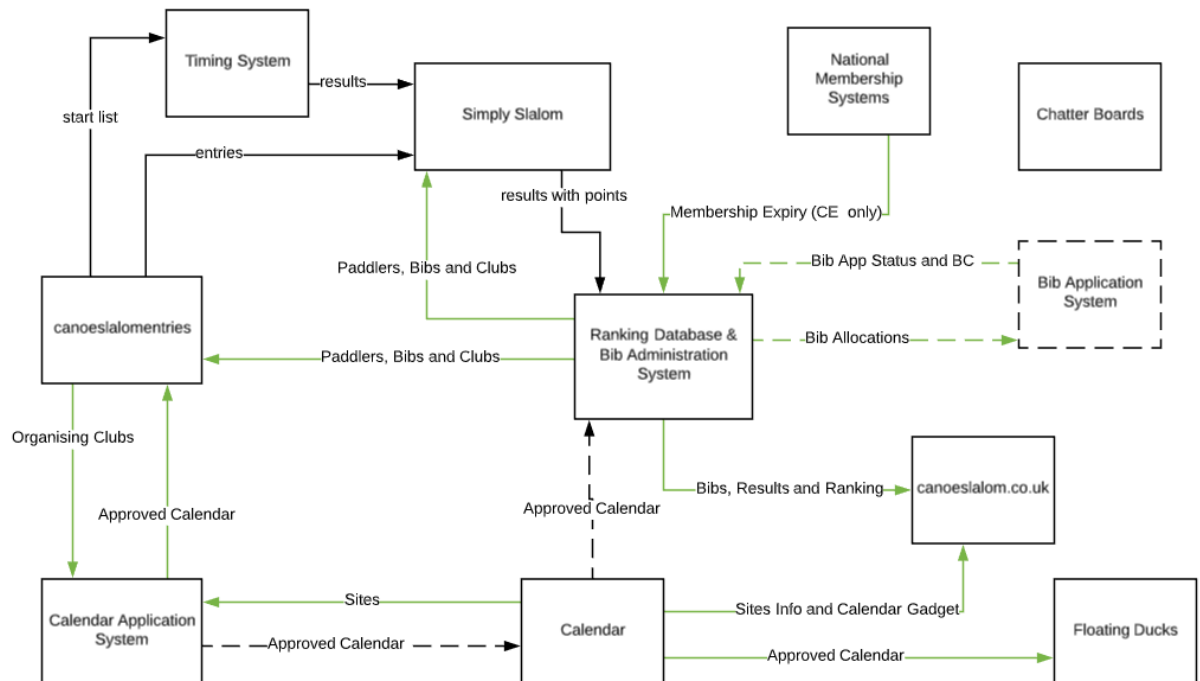 Timing System
National
Membership
Systems
results
Simply Slalom
Chatter Boards
start list
entries
results with points
Membership Expiry (CE only)
Paddlers, Bibs and Clubs
Bib App Status and BC
Bib Application
System
canoeslalomentries
Ranking Database &
Bib Administration
System
Bib Allocations
Paddlers, Bibs and Clubs
Organising Clubs
Bibs, Results and Ranking
canoeslalom.co.uk
Approved Calendar
Approved Calendar
Calendar Application
System
Sites
Calendar
Sites Info and Calendar Gadget
Floating Ducks
Approved Calendar
Approved Calendar